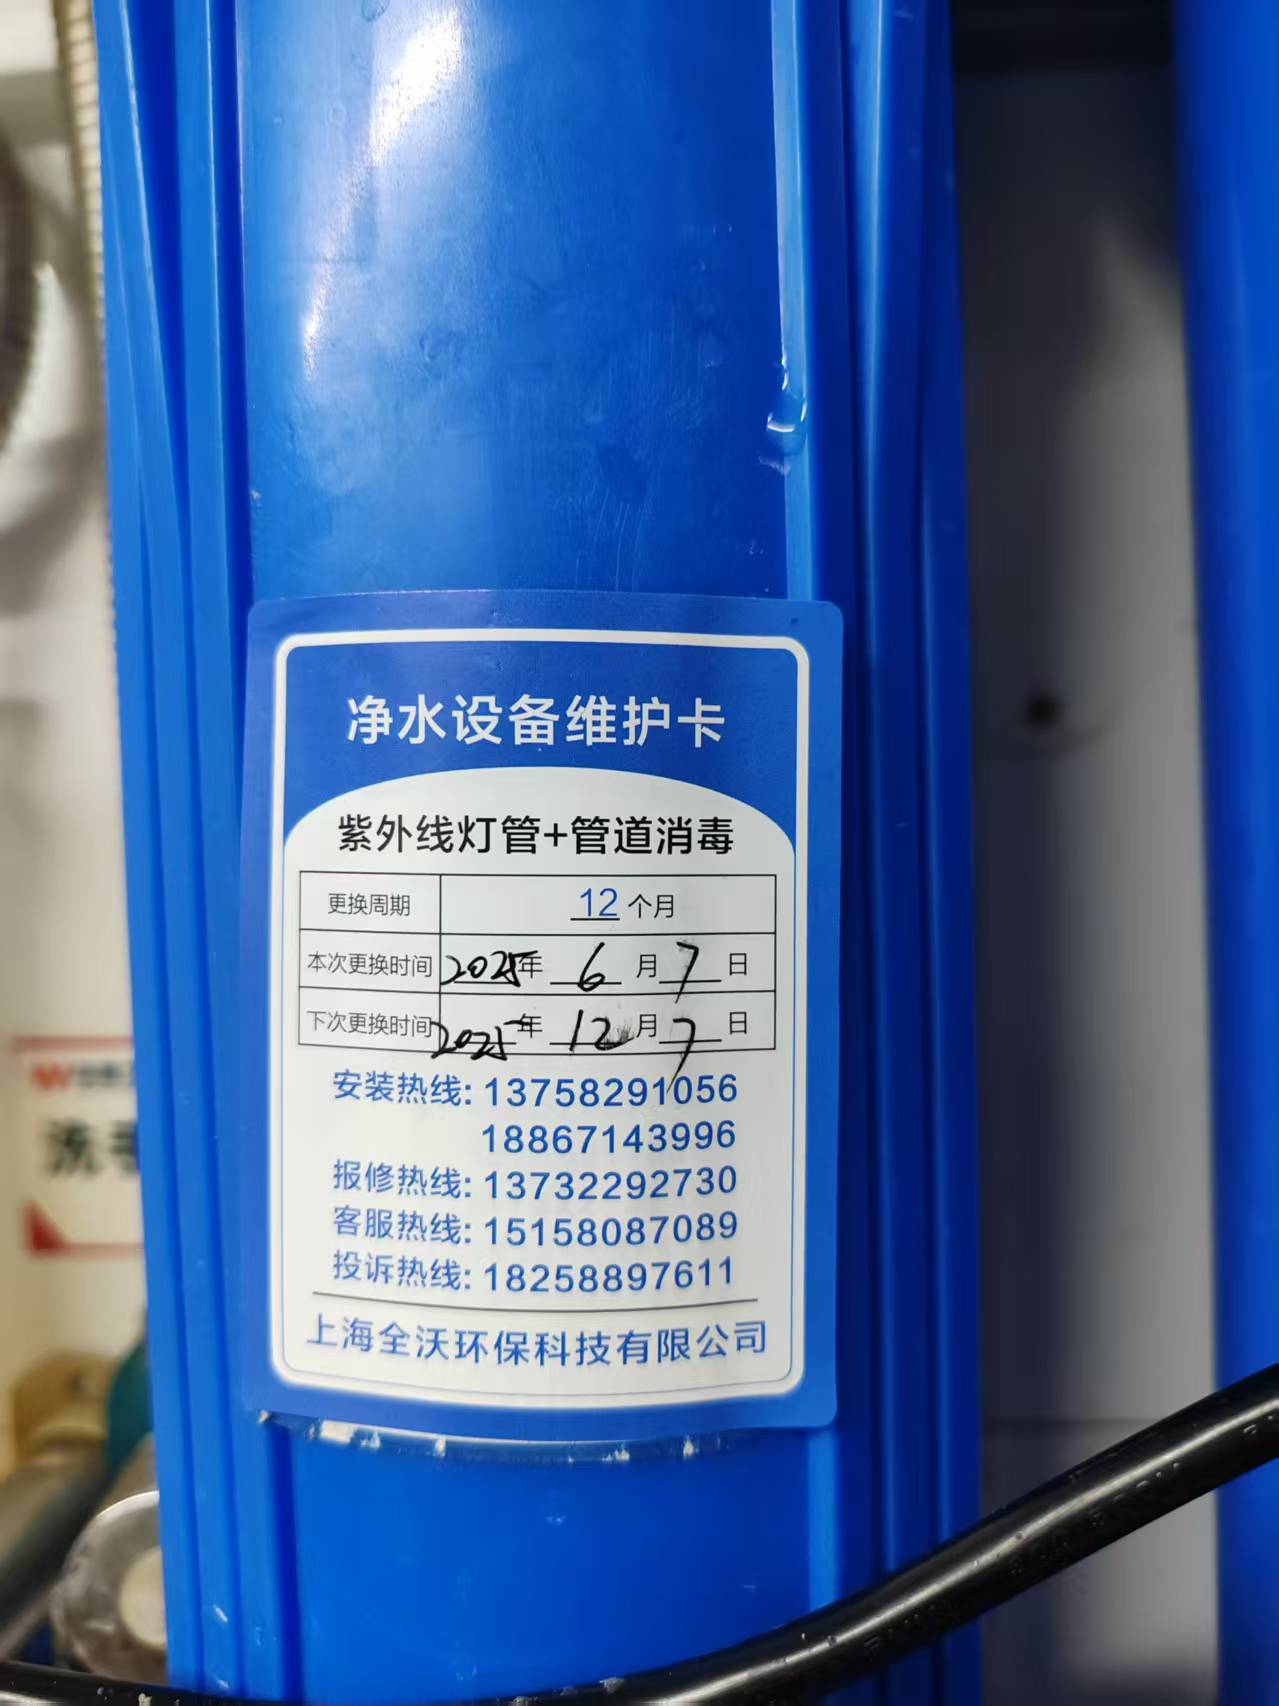 净水设备维护卡
紫外线灯管+管道消毒
更换周期 12 个月
本次更换时间 2025年 6 月 7 日
下次更换时间 2025年 12 月 7 日
安装热线: 13758291056
18867143996
报修热线: 13732292730
客服热线: 15158087089
投诉热线: 18258897611
上海全沃环保科技有限公司
洗